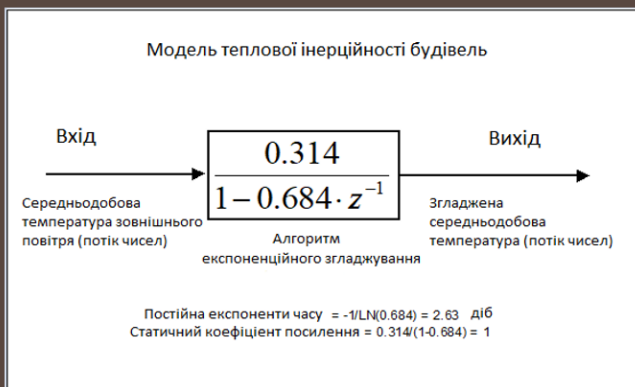 Модель теплової інерційності будівель
Вхід
Вихід
0.314
1−0.684·z⁻¹
Середньодобова
температура зовнішнього
повітря (потік чисел)
Алгоритм
експоненційного згладжування
Згладжена
середньодобова
температура (потік чисел)
Постійна експоненти часу = -1/LN(0.684) = 2.63 діб
Статичний коефіцієнт посилення = 0.314/(1-0.684) = 1